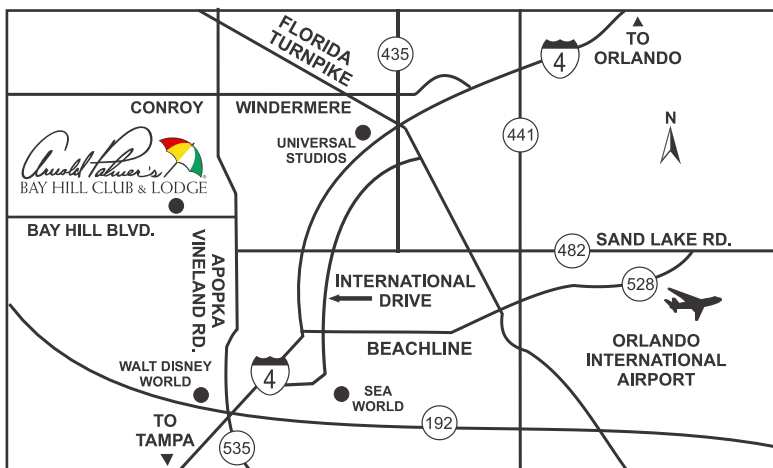 FLORIDA
TURNPIKE
435
4
TO
ORLANDO
CONROY WINDERMERE
441
N
UNIVERSAL
STUDIOS
Arnold Palmer's
®
BAY HILL CLUB & LODGE
BAY HILL BLVD.
APOPKA
VINELAND RD.
482
SAND LAKE RD.
INTERNATIONAL
DRIVE
528
BEACHLINE
ORLANDO
INTERNATIONAL
AIRPORT
WALT DISNEY
WORLD
4
SEA
WORLD
TO
TAMPA
535
192